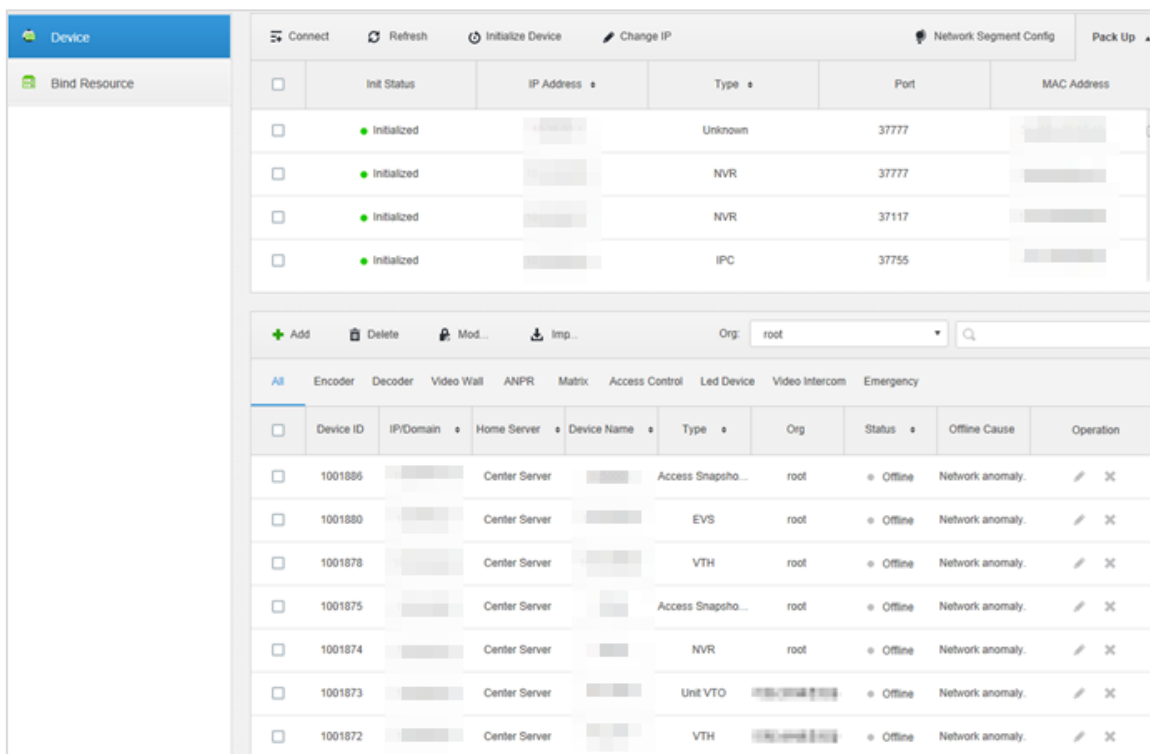 Device
Bind Resource
Connect Refresh Initialize Device Change IP Network Segment Config Pack Up
Init Status IP Address Type Port MAC Address
Initialized Unknown 37777
Initialized NVR 37777
Initialized NVR 37117
Initialized IPC 37755
Add Delete Mod... Imp... Org: root
All Encoder Decoder Video Wall ANPR Matrix Access Control Led Device Video Intercom Emergency
Device ID IP/Domain Home Server Device Name Type Org Status Offline Cause Operation
1001886 Center Server Access Snapsho... root Offline Network anomaly.
1001880 Center Server EVS root Offline Network anomaly.
1001878 Center Server VTH root Offline Network anomaly.
1001875 Center Server Access Snapsho... root Offline Network anomaly.
1001874 Center Server NVR root Offline Network anomaly.
1001873 Center Server Unit VTO Offline Network anomaly.
1001872 Center Server VTH Offline Network anomaly.